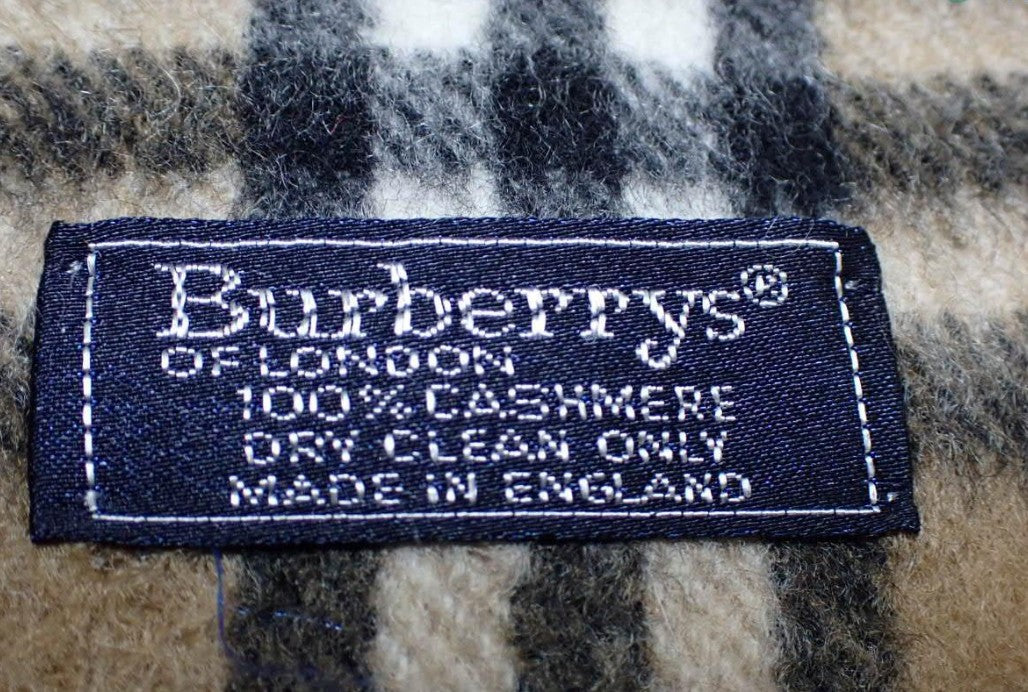 Burberrys®
OF LONDON
100% CASHMERE
DRY CLEAN ONLY
MADE IN ENGLAND